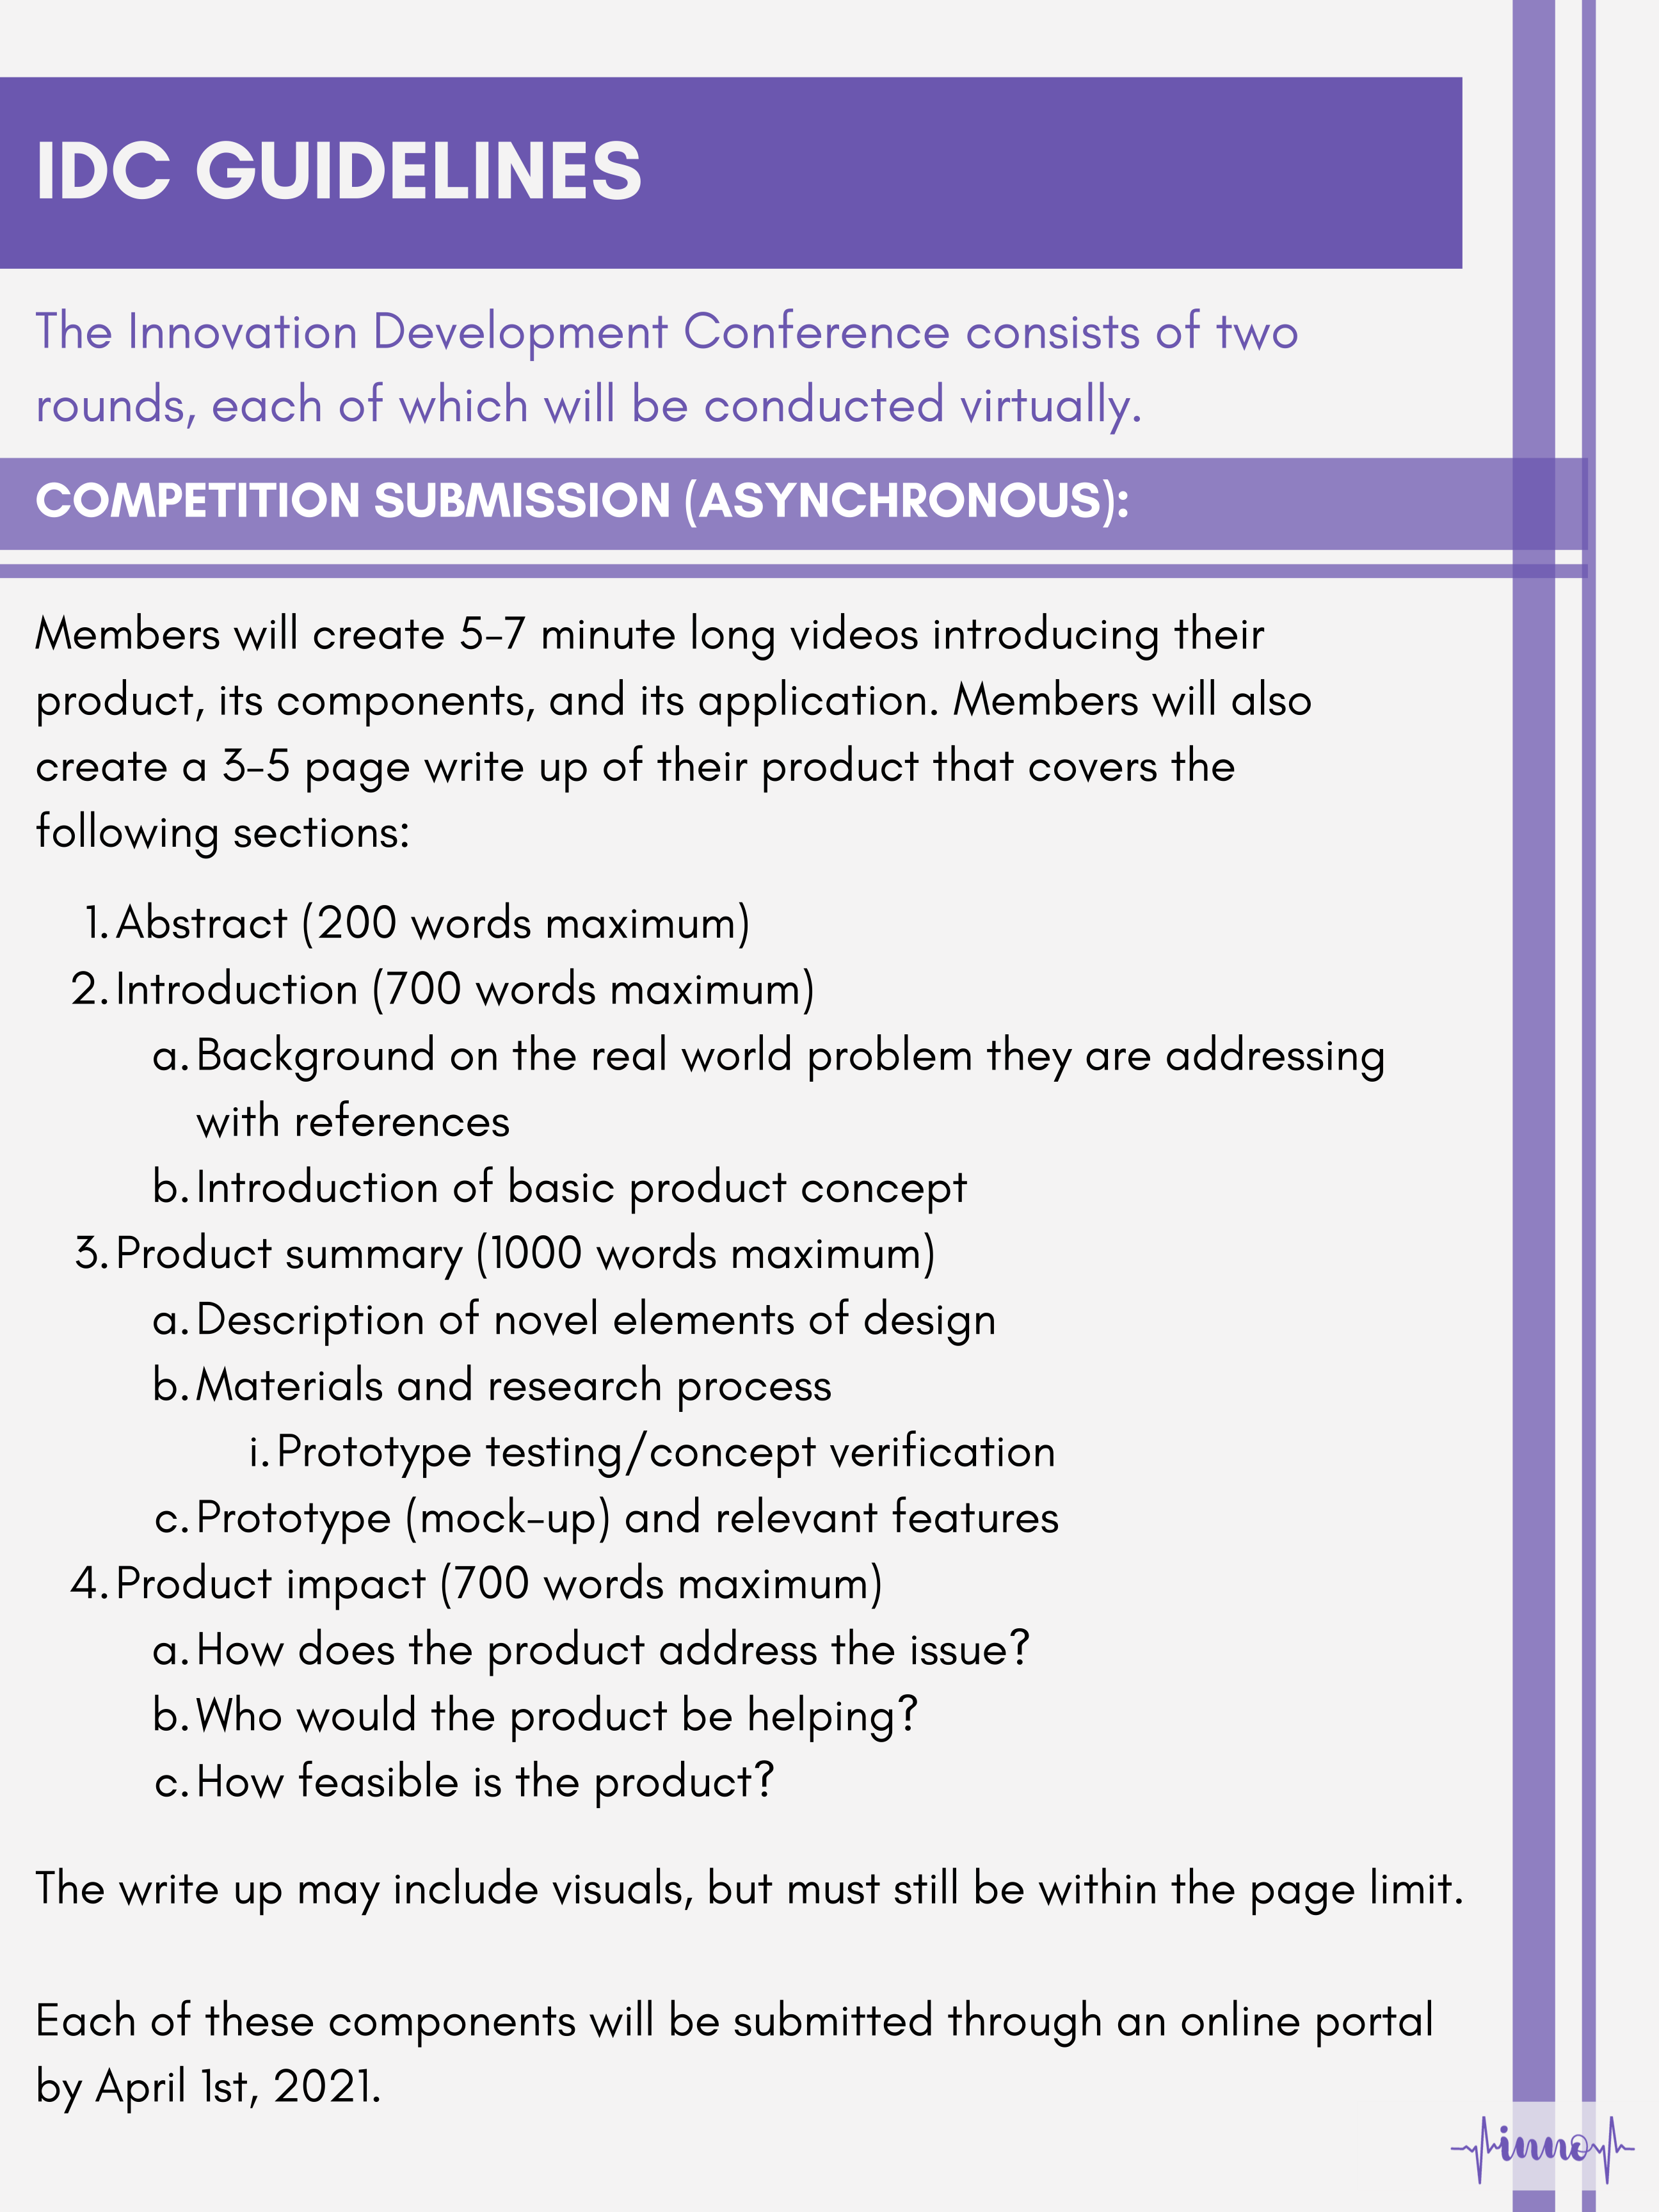 IDC GUIDELINES
The Innovation Development Conference consists of two
rounds, each of which will be conducted virtually.
COMPETITION SUBMISSION (ASYNCHRONOUS):
Members will create 5-7 minute long videos introducing their
product, its components, and its application. Members will also
create a 3-5 page write up of their product that covers the
following sections:
1. Abstract (200 words maximum)
2. Introduction (700 words maximum)
a. Background on the real world problem they are addressing
with references
b. Introduction of basic product concept
3. Product summary (1000 words maximum)
a. Description of novel elements of design
b. Materials and research process
i. Prototype testing/concept verification
c. Prototype (mock-up) and relevant features
4. Product impact (700 words maximum)
a. How does the product address the issue?
b. Who would the product be helping?
c. How feasible is the product?
The write up may include visuals, but must still be within the page limit.
Each of these components will be submitted through an online portal
by April 1st, 2021.
inno